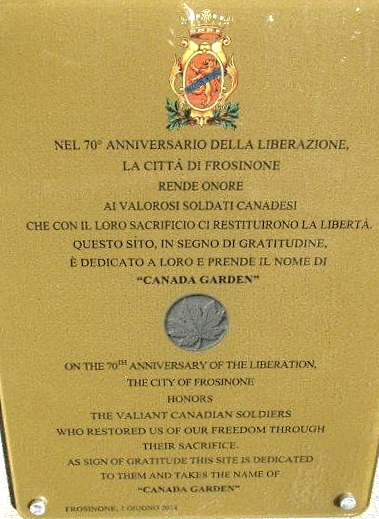 NEL 70° ANNIVERSARIO DELLA LIBERAZIONE,
LA CITTÀ DI FROSINONE
RENDE ONORE
AI VALOROSI SOLDATI CANADESI
CHE CON IL LORO SACRIFICIO CI RESTITUIRONO LA LIBERTÀ.
QUESTO SÌTO, IN SEGNO DI GRATITUDINE,
È DEDICATO A LORO E PRENDE IL NOME DI
“CANADA GARDEN”
ON THE 70TH ANNIVERSARY OF THE LIBERATION,
THE CITY OF FROSINONE
HONORS
THE VALIANT CANADIAN SOLDIERS
WHO RESTORED US OF OUR FREEDOM THROUGH
THEIR SACRIFICE.
AS SIGN OF GRATITUDE THIS SITE IS DEDICATED
TO THEM AND TAKES THE NAME OF
“CANADA GARDEN”
FROSINONE, 1 GIUGNO 2014